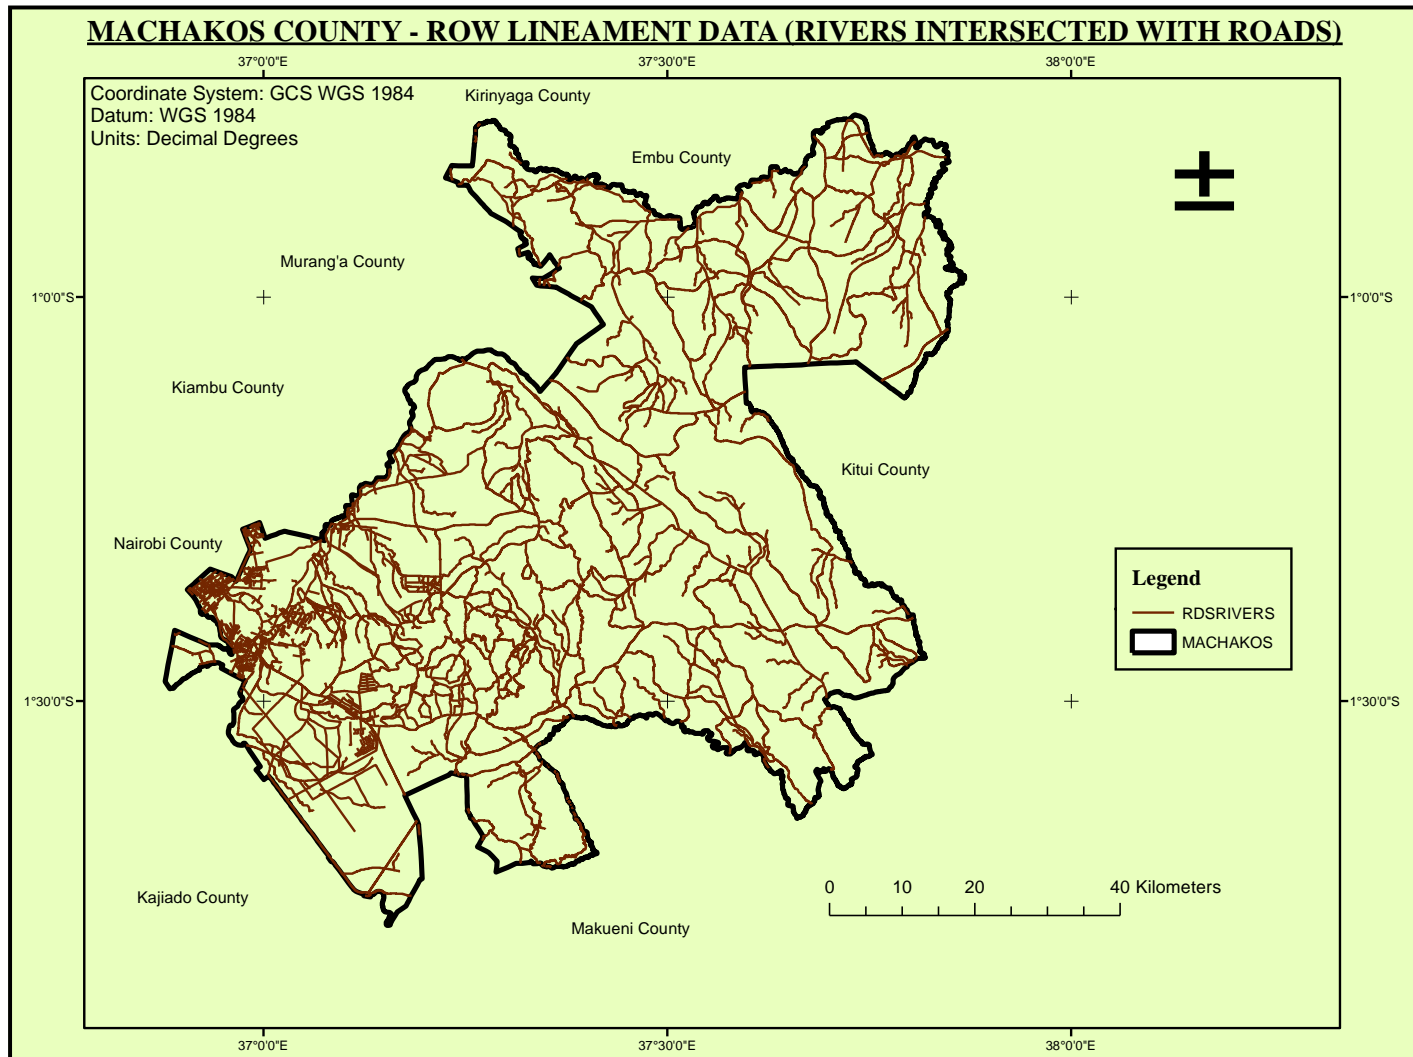 MACHAKOS COUNTY - ROW LINEAMENT DATA (RIVERS INTERSECTED WITH ROADS)
37°0'0"E 37°30'0"E 38°0'0"E
Coordinate System: GCS WGS 1984
Datum: WGS 1984
Units: Decimal Degrees
Kirinyaga County
Embu County
Murang'a County
1°0'0"S 1°0'0"S
Kiambu County
Kitui County
Nairobi County
Legend
RDSRIVERS
MACHAKOS
1°30'0"S 1°30'0"S
0 10 20 40 Kilometers
Kajiado County
Makueni County
37°0'0"E 37°30'0"E 38°0'0"E